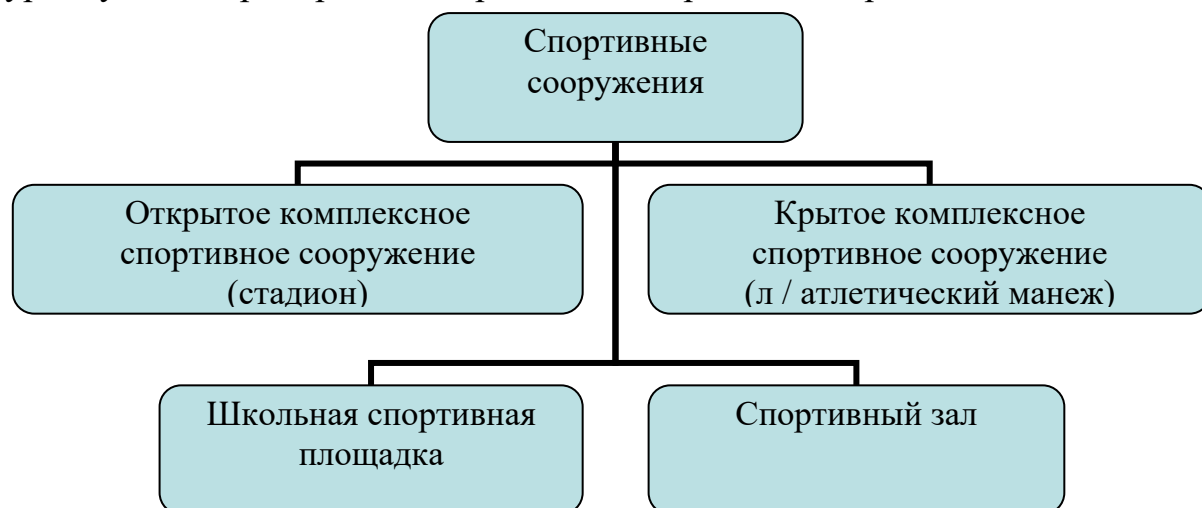 Спортивные
сооружения
Открытое комплексное
спортивное сооружение
(стадион)
Крытое комплексное
спортивное сооружение
(л / атлетический манеж)
Школьная спортивная
площадка
Спортивный зал